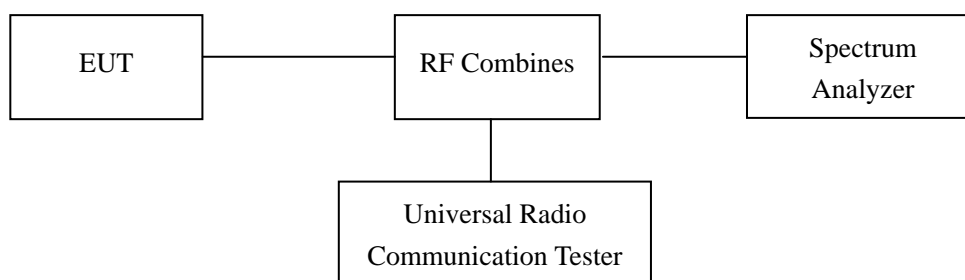 EUT
RF Combines
Spectrum
Analyzer
Universal Radio
Communication Tester